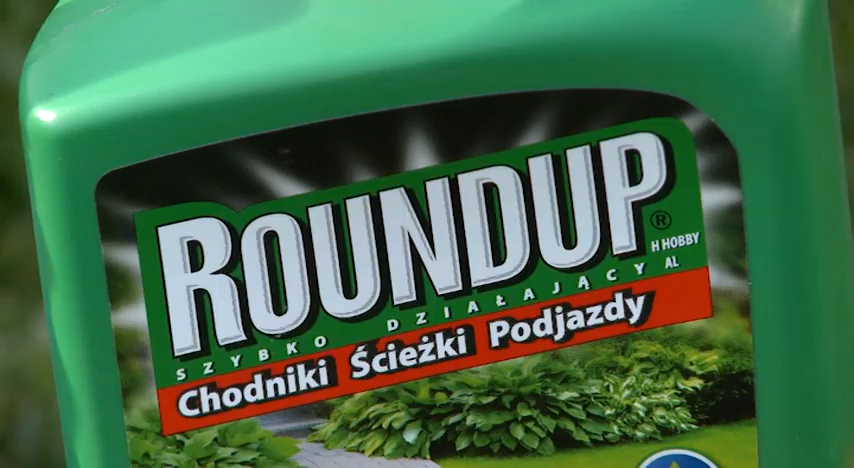 ROUNDUP®
H HOBBY
AL
SZYBKO DZIAŁAJĄCY
Chodniki Ścieżki Podjazdy